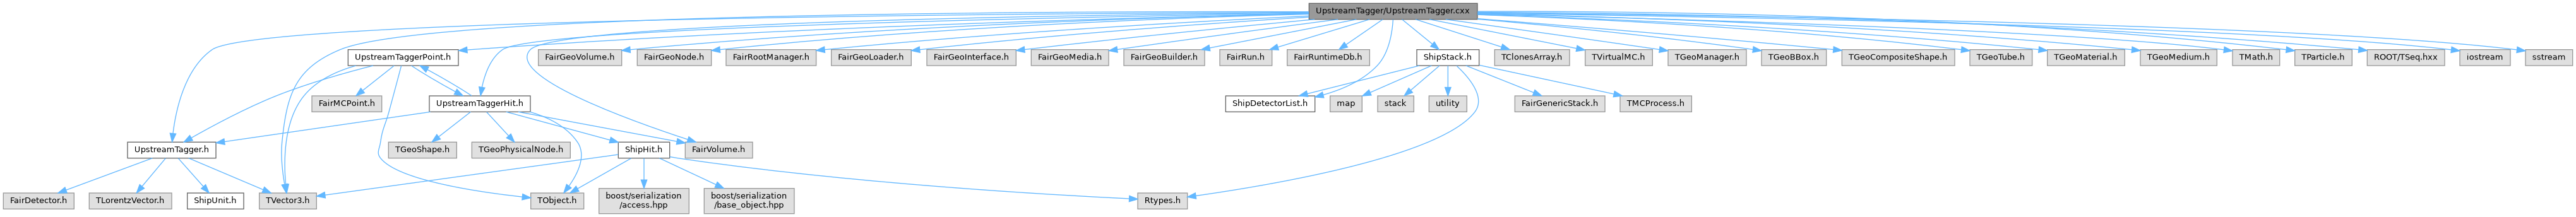 UpstreamTagger/UpstreamTagger.cxx
UpstreamTaggerPoint.h
FairGeoVolume.h
FairGeoNode.h
FairRootManager.h
FairGeoLoader.h
FairGeoInterface.h
FairGeoMedia.h
FairGeoBuilder.h
FairRun.h
FairRuntimeDb.h
ShipStack.h
TClonesArray.h
TVirtualMC.h
TGeoManager.h
TGeoBBox.h
TGeoCompositeShape.h
TGeoTube.h
TGeoMaterial.h
TGeoMedium.h
TMath.h
TParticle.h
ROOT/TSeq.hxx
iostream
sstream
FairMCPoint.h
UpstreamTaggerHit.h
ShipDetectorList.h
map
stack
utility
FairGenericStack.h
TMCProcess.h
UpstreamTagger.h
TGeoShape.h
TGeoPhysicalNode.h
ShipHit.h
FairVolume.h
FairDetector.h
TLorentzVector.h
ShipUnit.h
TVector3.h
TObject.h
boost/serialization
/access.hpp
boost/serialization
/base_object.hpp
Rtypes.h